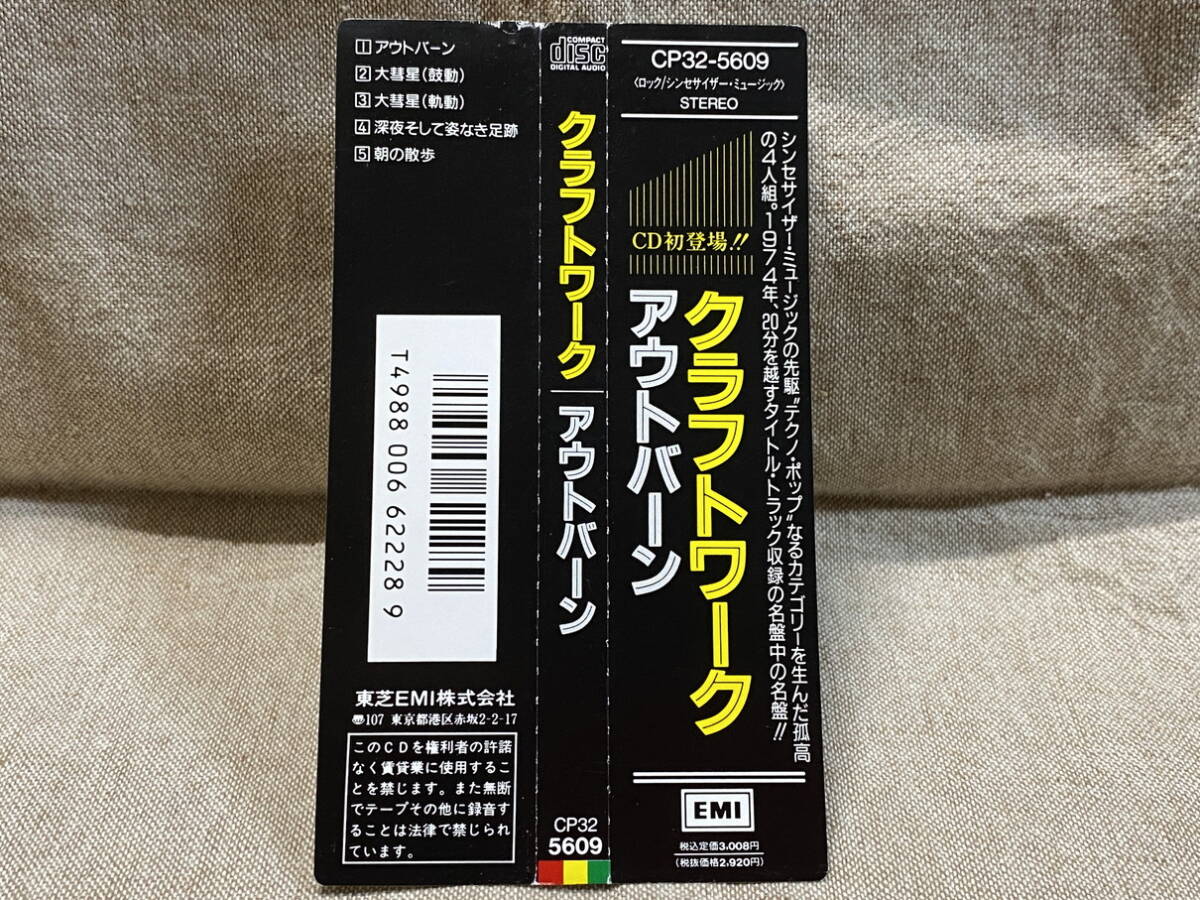 1 アウトバーン
2 大彗星(鼓動)
3 大彗星(軌動)
4 深夜そして姿なき足跡
5 朝の散歩
T4988 006 62228 9
東芝EMI株式会社
〠107 東京都港区赤坂2-2-17
このCDを権利者の許諾
なく賃貸業に使用するこ
とを禁じます。また無断
でテープその他に録音す
ることは法律で禁じられ
ています。
COMPACT
disc
DIGITAL AUDIO
クラフトワーク
アウトバーン
CP32
5609
CP32-5609
〈ロック/シンセサイザー・ミュージック〉
STEREO
シンセサイザー・ミュージックの先駆"テクノ・ポップ"なるカテゴリーを生んだ孤高
の4人組。1974年、20分を越すタイトル・トラック収録の名盤中の名盤!!
CD初登場!!
クラフトワーク
アウトバーン
EMI
税込定価3,008円
(税抜価格2,920円)